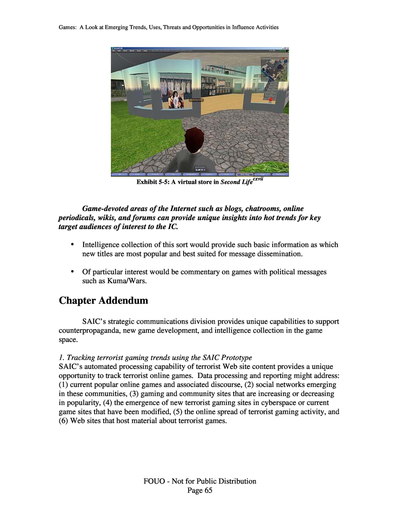 Games: A Look at Emerging Trends, Uses, Threats and Opportunities in Influence Activities
Exhibit 5-5: A virtual store in Second Life
Game-devoted areas of the Internet such as blogs, chatrooms, online
periodicals, wikis, and forums can provide unique insights into hot trends for key
target audiences of interest to the IC.
• Intelligence collection of this sort would provide such basic information as which
new titles are most popular and best suited for message dissemination.
• Of particular interest would be commentary on games with political messages
such as Kuma/Wars.
Chapter Addendum
SAIC's strategic communications division provides unique capabilities to support
counterpropaganda, new game development, and intelligence collection in the game
space.
1. Tracking terrorist gaming trends using the SAIC Prototype
SAIC's automated processing capability of terrorist Web site content provides a unique
opportunity to track terrorist online games. Data processing and reporting might address:
(1) current popular online games and associated discourse, (2) social networks emerging
in these communities, (3) gaming and community sites that are increasing or decreasing
in popularity, (4) the emergence of new terrorist gaming sites in cyberspace or current
game sites that have been modified, (5) the online spread of terrorist gaming activity, and
(6) Web sites that host material about terrorist games.
FOUO - Not for Public Distribution
Page 65